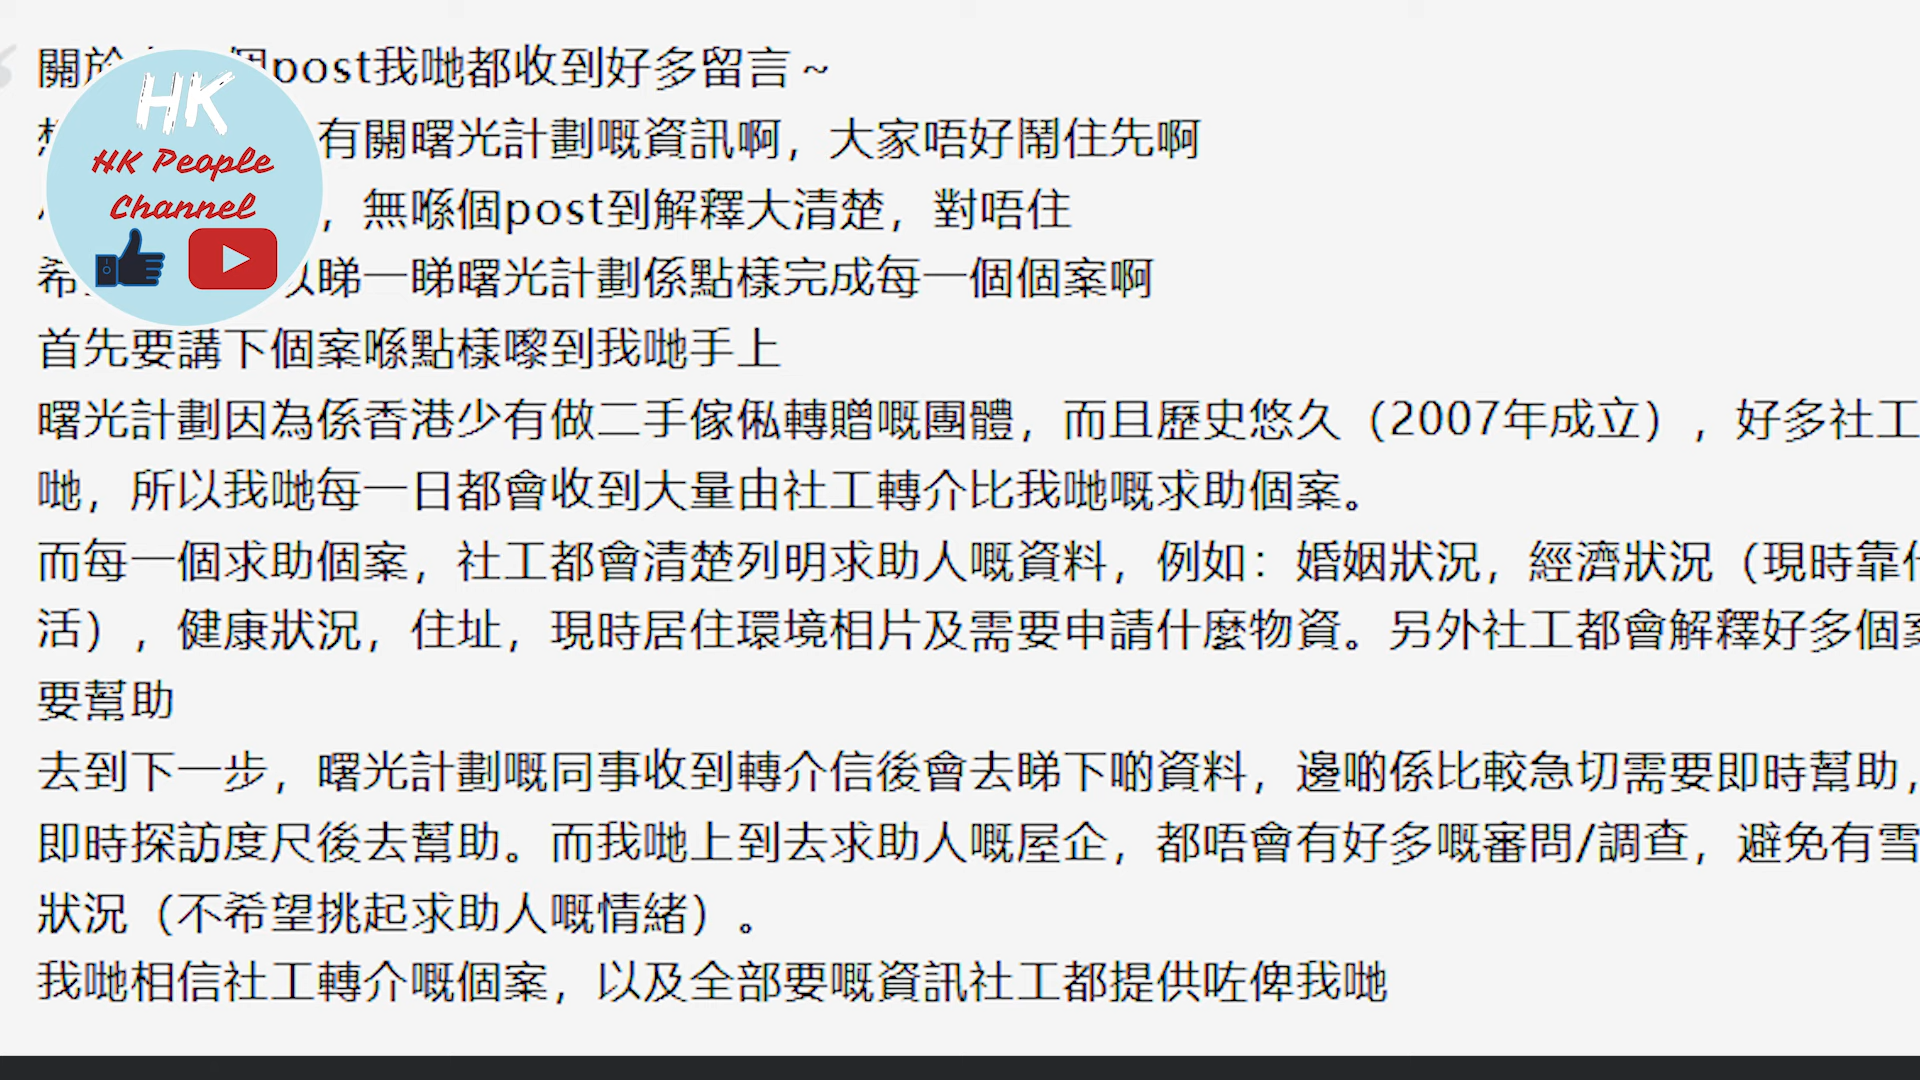 關於
個post我哋都收到好多留言～
有關曙光計劃嘅資訊啊，大家唔好鬧住先啊
，無喺個post到解釋大清楚，對唔住
希
以睇一睇曙光計劃係點樣完成每一個個案啊
首先要講下個案喺點樣嚟到我哋手上
曙光計劃因為係香港少有做二手傢俬轉贈嘅團體，而且歷史悠久（2007年成立），好多社工
哋，所以我哋每一日都會收到大量由社工轉介比我哋嘅求助個案。
而每一個求助個案，社工都會清楚列明求助人嘅資料，例如：婚姻狀況，經濟狀況（現時靠
活），健康狀況，住址，現時居住環境相片及需要申請什麼物資。另外社工都會解釋好多個案
要幫助
去到下一步，曙光計劃嘅同事收到轉介信後會去睇下啲資料，邊啲係比較急切需要即時幫助，
即時探訪度尺後去幫助。而我哋上到去求助人嘅屋企，都唔會有好多嘅審問/調查，避免有雪
狀況（不希望挑起求助人嘅情緒）。
我哋相信社工轉介嘅個案，以及全部要嘅資訊社工都提供咗俾我哋
HK
HK People
Channel